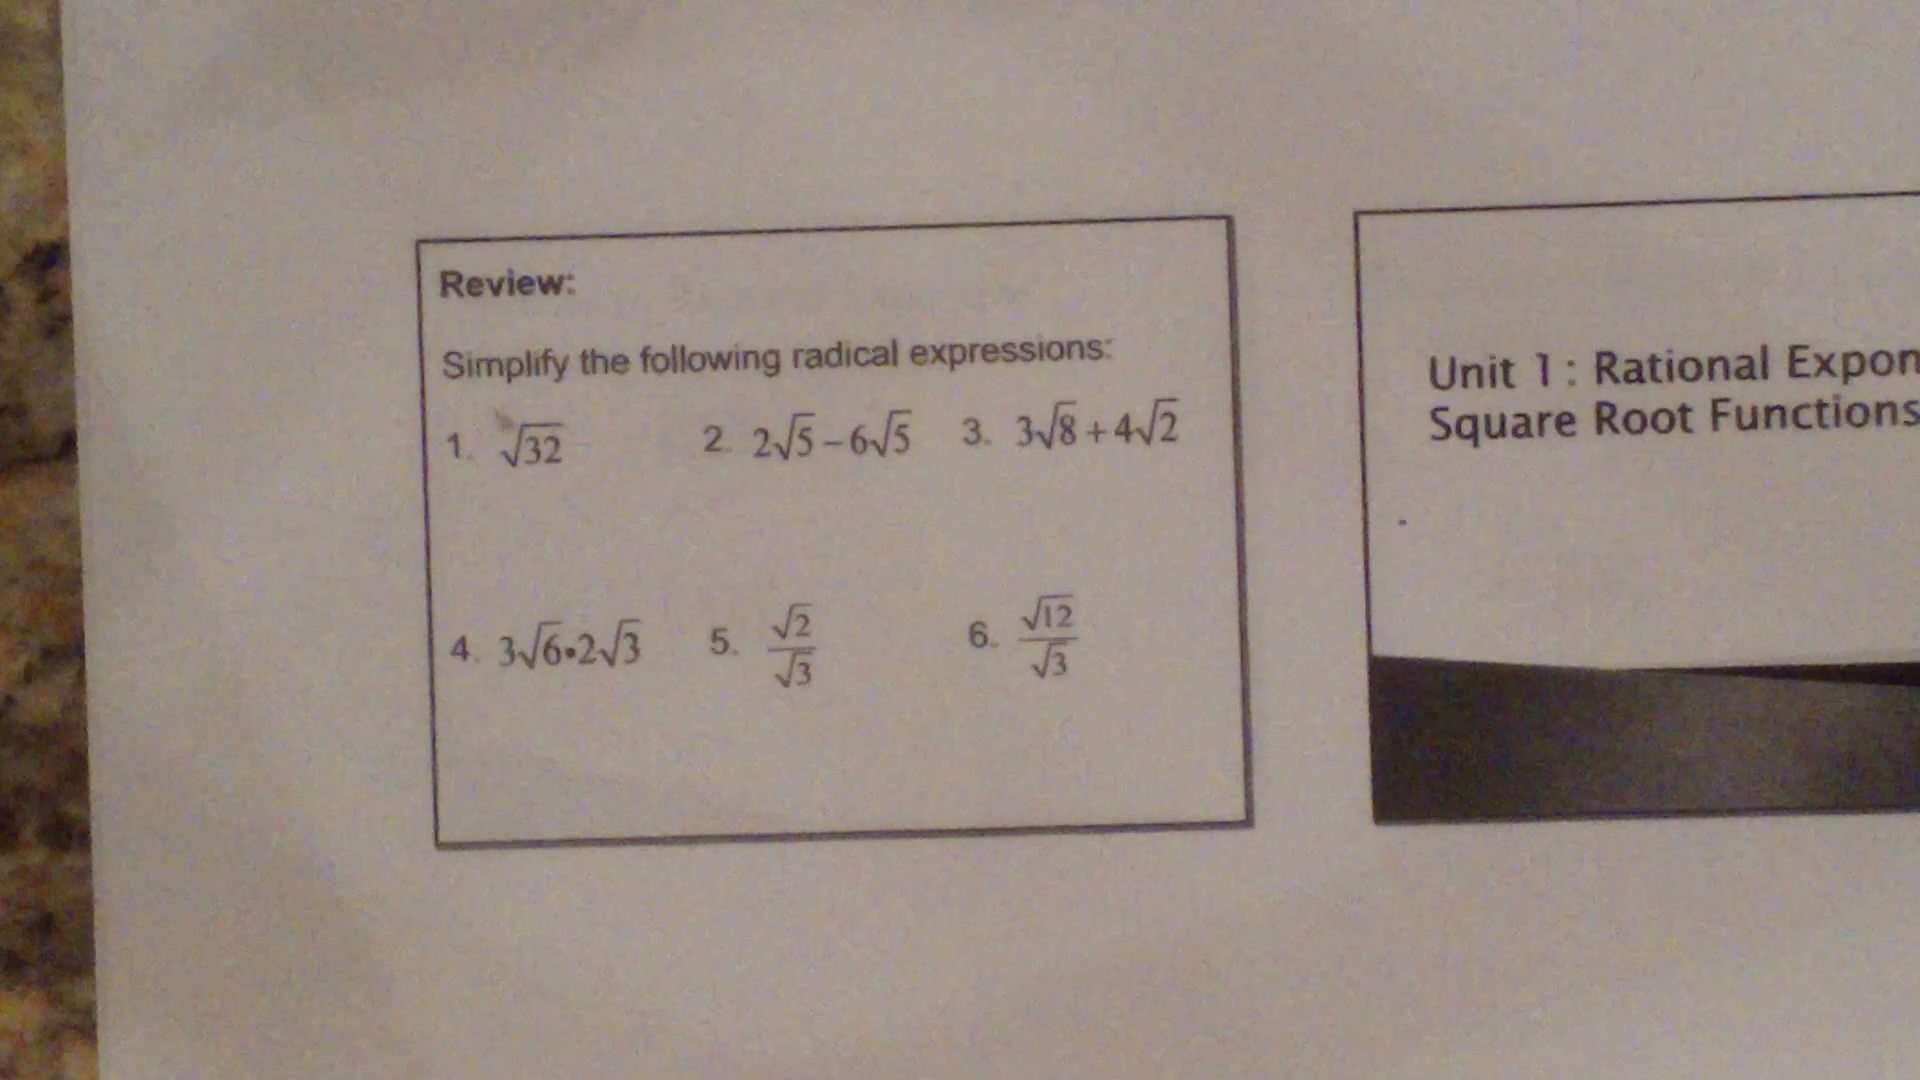 Review:
Simplify the following radical expressions:
1. √32 2. 2√5 – 6√5 3. 3√8 + 4√2
4. 3√6•2√3 5. √2/√3 6. √12/√3
Unit 1: Rational Expon
Square Root Functions